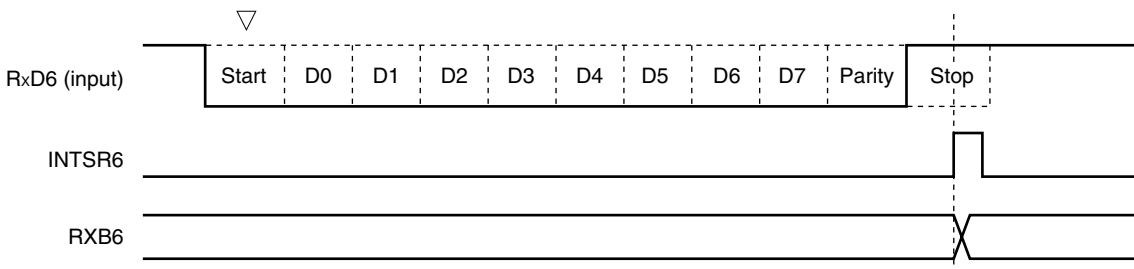 RxD6 (input) Start D0 D1 D2 D3 D4 D5 D6 D7 Parity Stop
INTSR6
RXB6